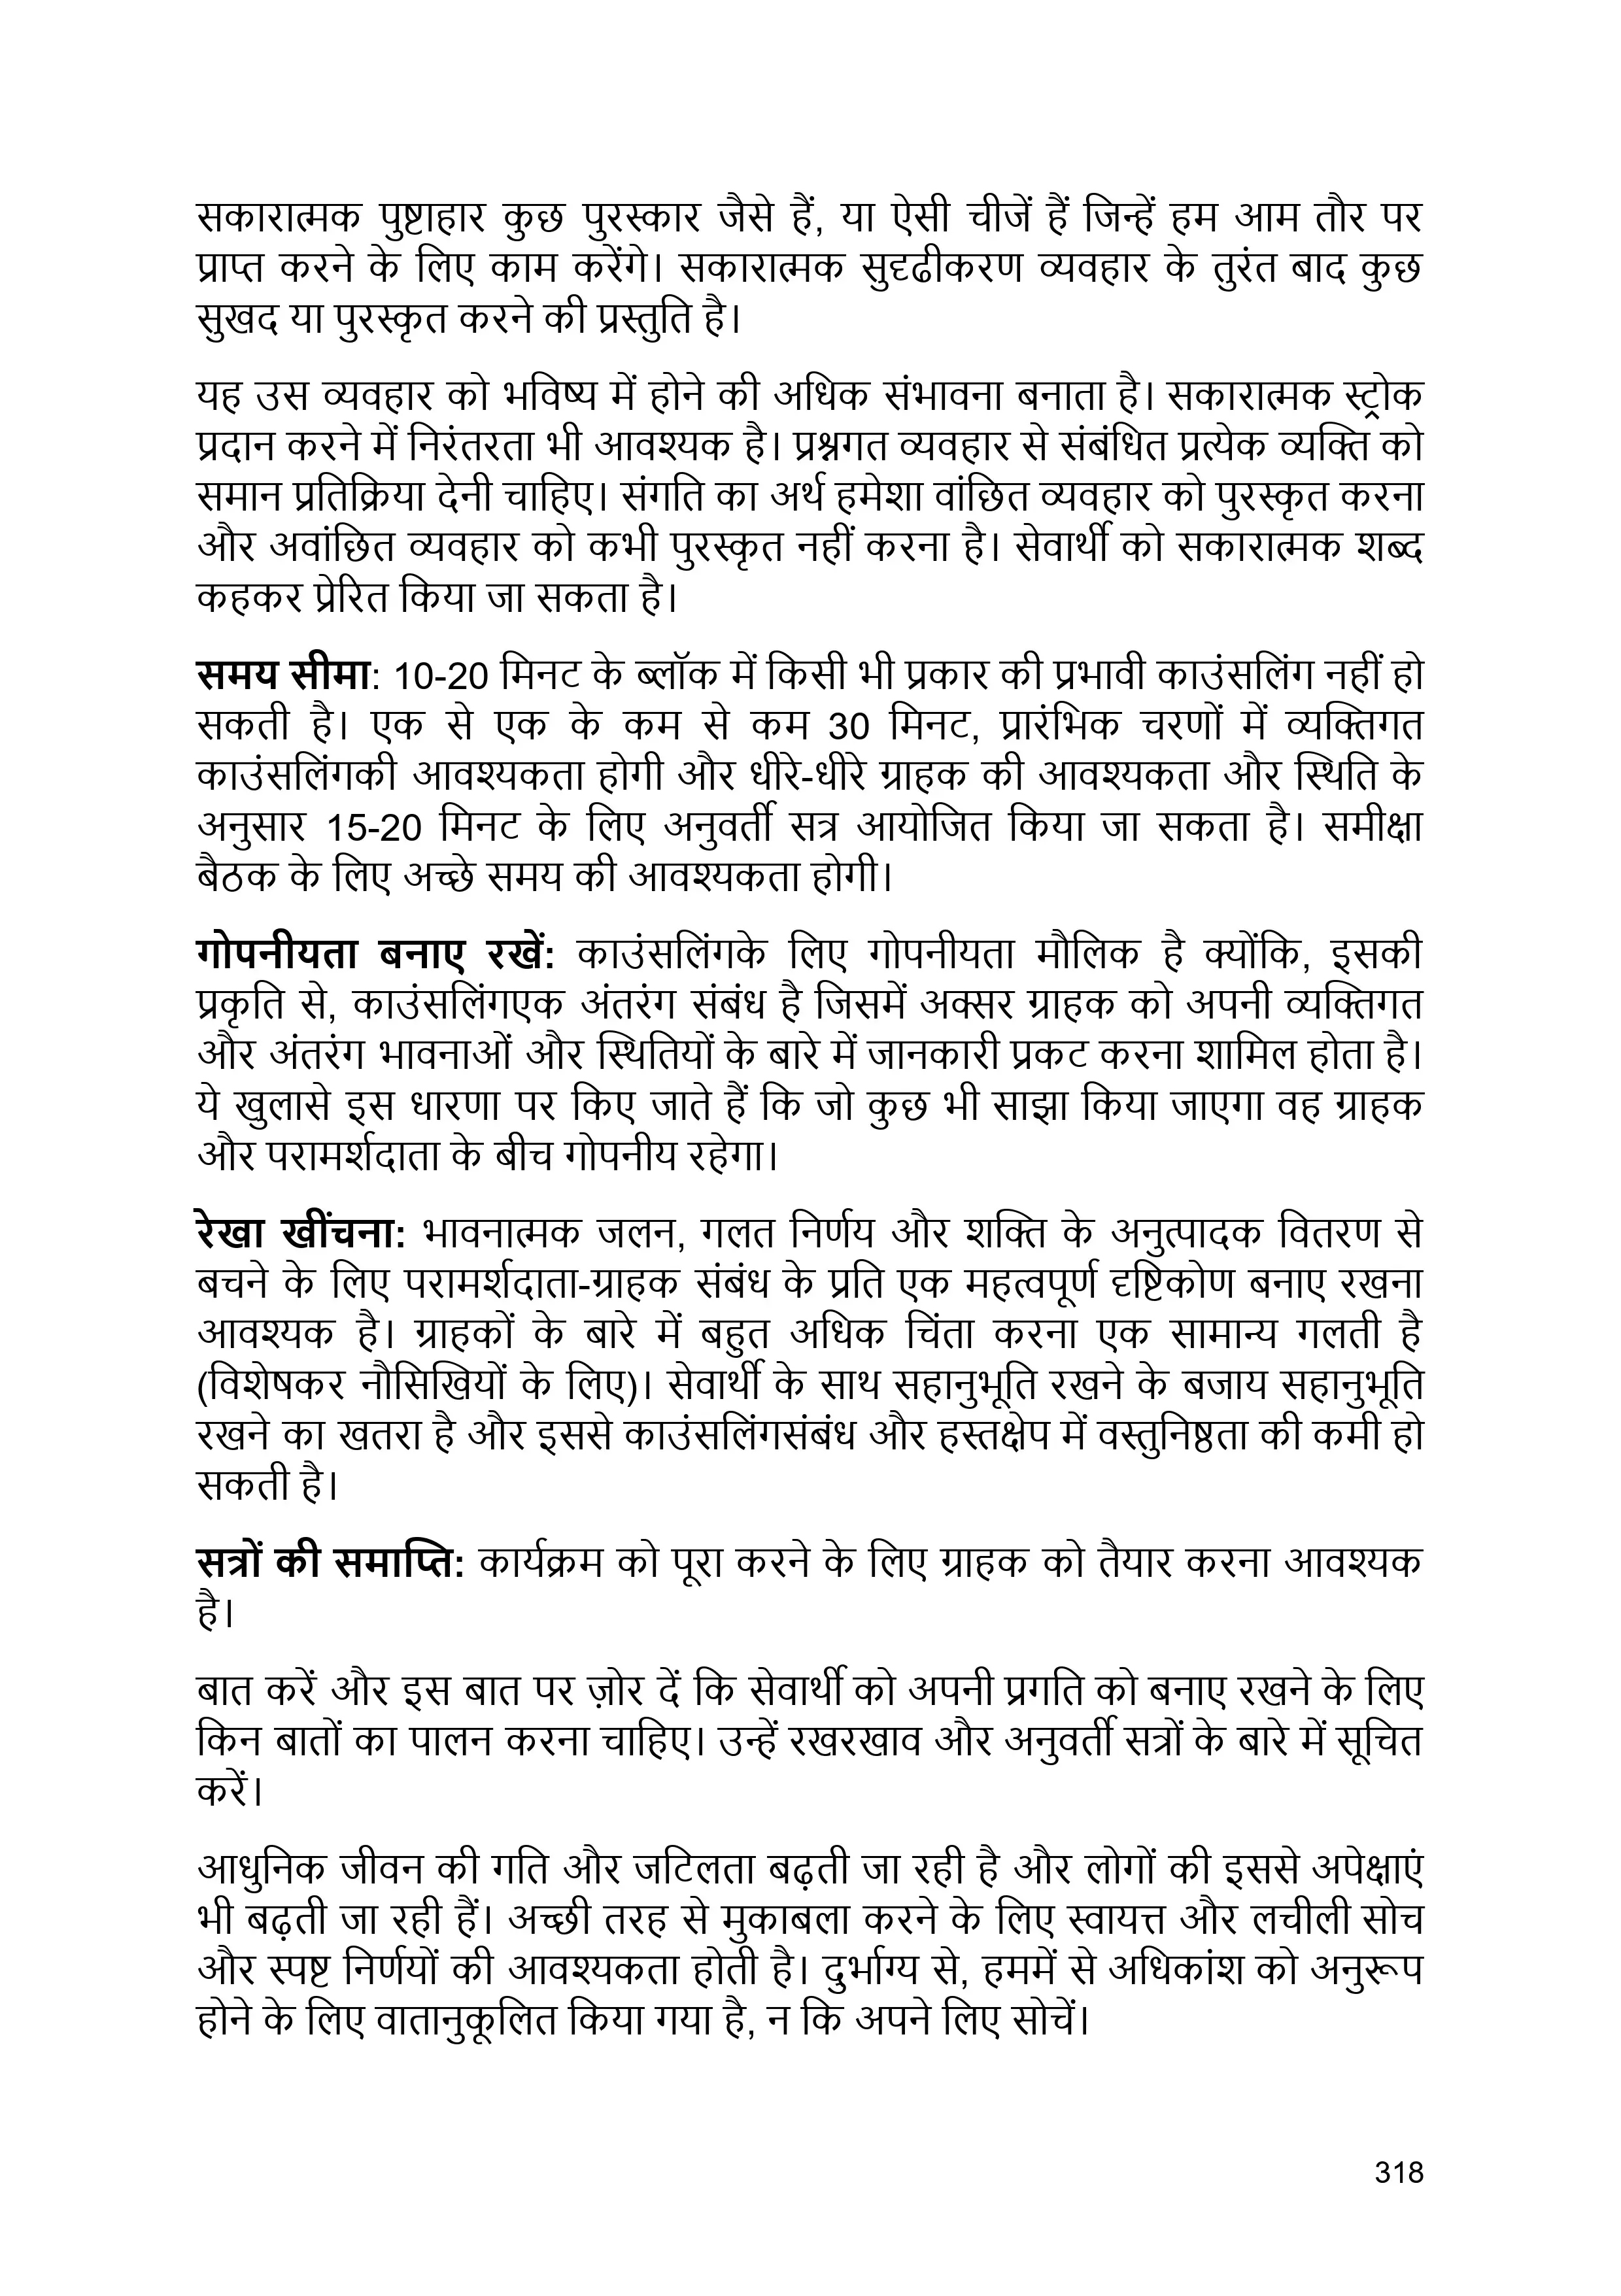 सकारात्मक पुष्टाहार कुछ पुरस्कार जैसे हैं, या ऐसी चीजें हैं जिन्हें हम आम तौर पर
प्राप्त करने के लिए काम करेंगे। सकारात्मक सुदृढीकरण व्यवहार के तुरंत बाद कुछ
सुखद या पुरस्कृत करने की प्रस्तुति है।
यह उस व्यवहार को भविष्य में होने की अधिक संभावना बनाता है। सकारात्मक स्ट्रोक
प्रदान करने में निरंतरता भी आवश्यक है। प्रश्नगत व्यवहार से संबंधित प्रत्येक व्यक्ति को
समान प्रतिक्रिया देनी चाहिए। संगति का अर्थ हमेशा वांछित व्यवहार को पुरस्कृत करना
और अवांछित व्यवहार को कभी पुरस्कृत नहीं करना है। सेवार्थी को सकारात्मक शब्द
कहकर प्रेरित किया जा सकता है।
समय सीमा: 10-20 मिनट के ब्लॉक में किसी भी प्रकार की प्रभावी काउंसलिंग नहीं हो
सकती है। एक से एक के कम से कम 30 मिनट, प्रारंभिक चरणों में व्यक्तिगत
काउंसलिंगकी आवश्यकता होगी और धीरे-धीरे ग्राहक की आवश्यकता और स्थिति के
अनुसार 15-20 मिनट के लिए अनुवर्ती सत्र आयोजित किया जा सकता है। समीक्षा
बैठक के लिए अच्छे समय की आवश्यकता होगी।
गोपनीयता बनाए रखें: काउंसलिंगके लिए गोपनीयता मौलिक है क्योंकि, इसकी
प्रकृति से, काउंसलिंगएक अंतरंग संबंध है जिसमें अक्सर ग्राहक को अपनी व्यक्तिगत
और अंतरंग भावनाओं और स्थितियों के बारे में जानकारी प्रकट करना शामिल होता है।
ये खुलासे इस धारणा पर किए जाते हैं कि जो कुछ भी साझा किया जाएगा वह ग्राहक
और परामर्शदाता के बीच गोपनीय रहेगा।
रेखा खींचना: भावनात्मक जलन, गलत निर्णय और शक्ति के अनुत्पादक वितरण से
बचने के लिए परामर्शदाता-ग्राहक संबंध के प्रति एक महत्वपूर्ण दृष्टिकोण बनाए रखना
आवश्यक है। ग्राहकों के बारे में बहुत अधिक चिंता करना एक सामान्य गलती है
(विशेषकर नौसिखियों के लिए)। सेवार्थी के साथ सहानुभूति रखने के बजाय सहानुभूति
रखने का खतरा है और इससे काउंसलिंगसंबंध और हस्तक्षेप में वस्तुनिष्ठता की कमी हो
सकती है।
सत्रों की समाप्ति: कार्यक्रम को पूरा करने के लिए ग्राहक को तैयार करना आवश्यक
है।
बात करें और इस बात पर ज़ोर दें कि सेवार्थी को अपनी प्रगति को बनाए रखने के लिए
किन बातों का पालन करना चाहिए। उन्हें रखरखाव और अनुवर्ती सत्रों के बारे में सूचित
करें।
आधुनिक जीवन की गति और जटिलता बढ़ती जा रही है और लोगों की इससे अपेक्षाएं
भी बढ़ती जा रही हैं। अच्छी तरह से मुकाबला करने के लिए स्वायत्त और लचीली सोच
और स्पष्ट निर्णयों की आवश्यकता होती है। दुर्भाग्य से, हममें से अधिकांश को अनुरूप
होने के लिए वातानुकूलित किया गया है, न कि अपने लिए सोचें।
318